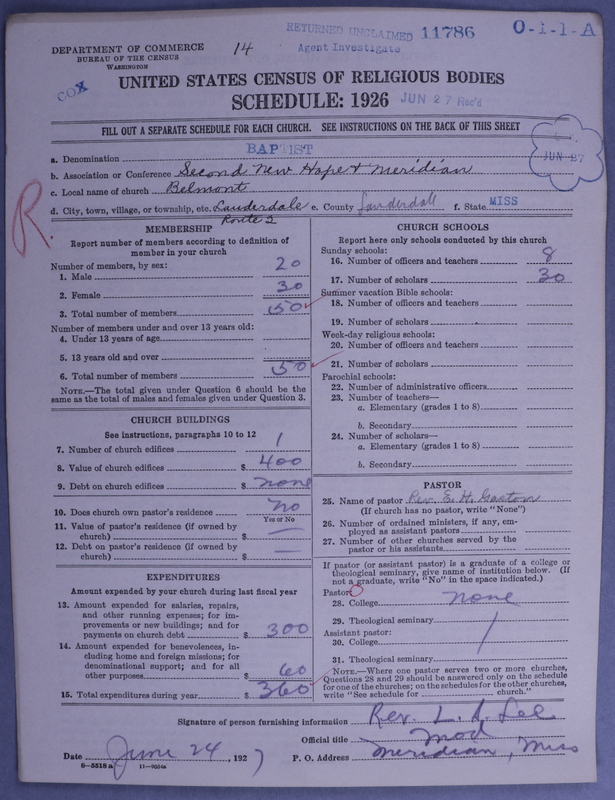 RETURNED UNCLAIMED 11786 O-i-1-A
Agent Investigate
DEPARTMENT OF COMMERCE 14
BUREAU OF THE CENSUS
WASHINGTON
COX
UNITED STATES CENSUS OF RELIGIOUS BODIES
SCHEDULE: 1926 JUN 27 Rec'd
FILL OUT A SEPARATE SCHEDULE FOR EACH CHURCH. SEE INSTRUCTIONS ON THE BACK OF THIS SHEET
JUN 27
a. Denomination BAPTIST
b. Association or Conference Second New Hope & Meridian
c. Local name of church Belmont
d. City, town, village, or township, etc. Lauderdale e. County Lauderdale f. State MISS
Route 2
R.
MEMBERSHIP
Report number of members according to definition of
member in your church
Number of members, by sex:
1. Male 20
2. Female 30
3. Total number of members 50
Number of members under and over 13 years old:
4. Under 13 years of age
5. 13 years old and over
6. Total number of members 50
NOTE.—The total given under Question 6 should be the
same as the total of males and females given under Question 3.
CHURCH BUILDINGS
See instructions, paragraphs 10 to 12
7. Number of church edifices 1
8. Value of church edifices $ 400
9. Debt on church edifices $ none
10. Does church own pastor's residence no
Yes or No
11. Value of pastor's residence (if owned by
church) $ —
12. Debt on pastor's residence (if owned by
church) $ —
EXPENDITURES
Amount expended by your church during last fiscal year
13. Amount expended for salaries, repairs,
and other running expenses; for im-
provements or new buildings; and for
payments on church debt $ 300
14. Amount expended for benevolences, in-
cluding home and foreign missions; for
denominational support; and for all
other purposes $ 60
15. Total expenditures during year $ 360
CHURCH SCHOOLS
Report here only schools conducted by this church
Sunday schools:
16. Number of officers and teachers 8
17. Number of scholars 30
Summer vacation Bible schools:
18. Number of officers and teachers
19. Number of scholars
Week-day religious schools:
20. Number of officers and teachers
21. Number of scholars
Parochial schools:
22. Number of administrative officers
23. Number of teachers—
a. Elementary (grades 1 to 8)
b. Secondary
24. Number of scholars—
a. Elementary (grades 1 to 8)
b. Secondary
PASTOR
25. Name of pastor Rev. E. H. Gaston
(If church has no pastor, write "None")
26. Number of ordained ministers, if any, em-
ployed as assistant pastors
27. Number of other churches served by the
pastor or his assistants
If pastor (or assistant pastor) is a graduate of a college or
theological seminary, give name of institution below. (If
not a graduate, write "No" in the space indicated.)
Pastor: O
28. College none
29. Theological seminary
Assistant pastor:
30. College
31. Theological seminary
NOTE.—Where one pastor serves two or more churches,
Questions 28 and 29 should be answered only on the schedule
for one of the churches; on the schedules for the other churches,
write "See schedule for church."
Signature of person furnishing information Rev. L. A. Lee
Official title Mod
Date June 24, 1927 P. O. Address Meridian, Miss
6—5518 a 11—9054a